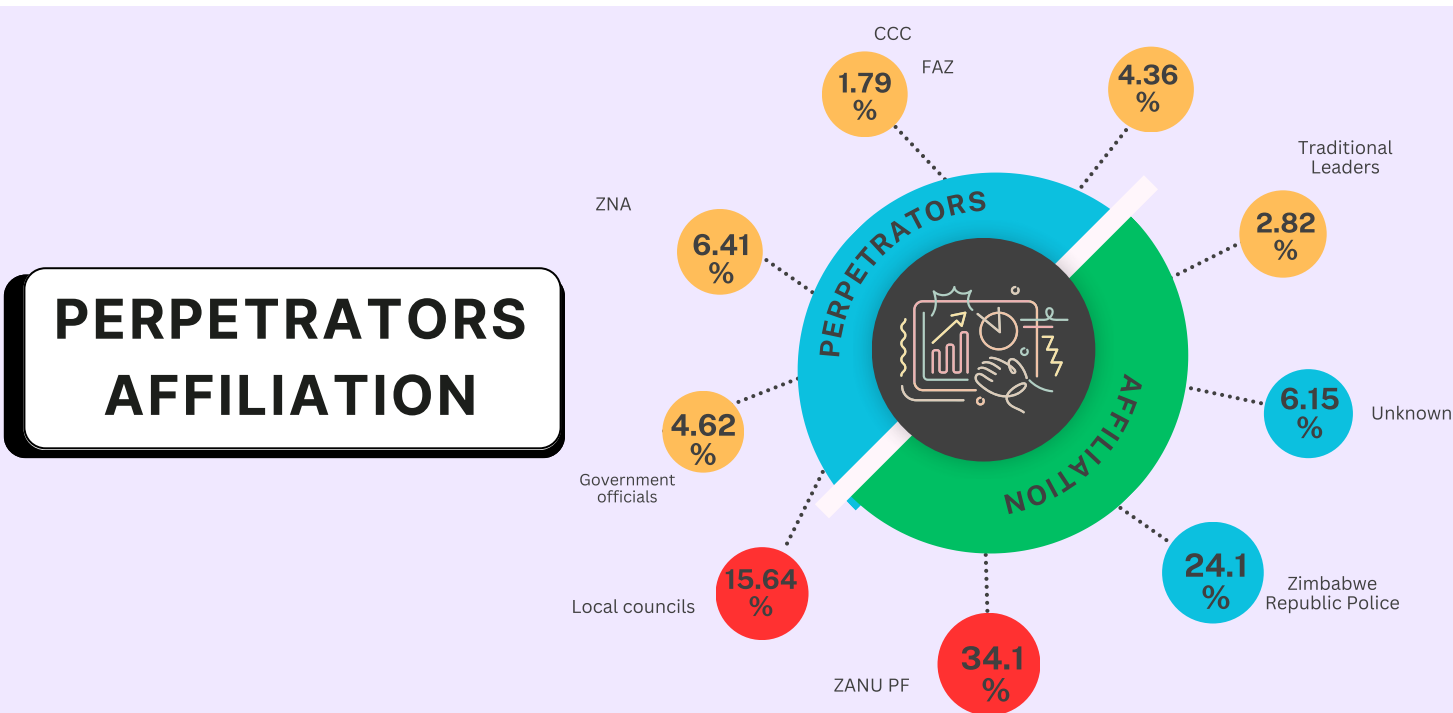 PERPETRATORS
AFFILIATION
CCC
1.79
%
FAZ
4.36
%
Traditional
Leaders
2.82
%
ZNA
6.41
%
PERPETRATORS
AFFILIATION
6.15
%
Unknown
4.62
%
Government
officials
24.1
%
Zimbabwe
Republic Police
15.64
%
Local councils
34.1
%
ZANU PF